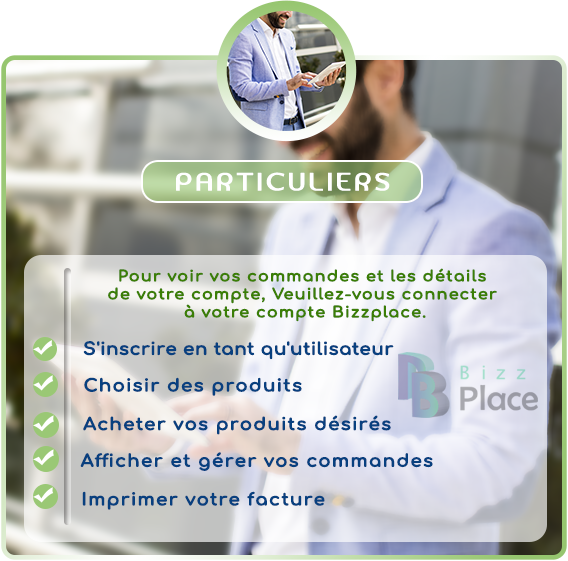 PARTICULIERS
Pour voir vos commandes et les détails
de votre compte, Veuillez-vous connecter
à votre compte Bizzplace.
S'inscrire en tant qu'utilisateur
Choisir des produits
Acheter vos produits désirés
Afficher et gérer vos commandes
Imprimer votre facture
Bizz
Place